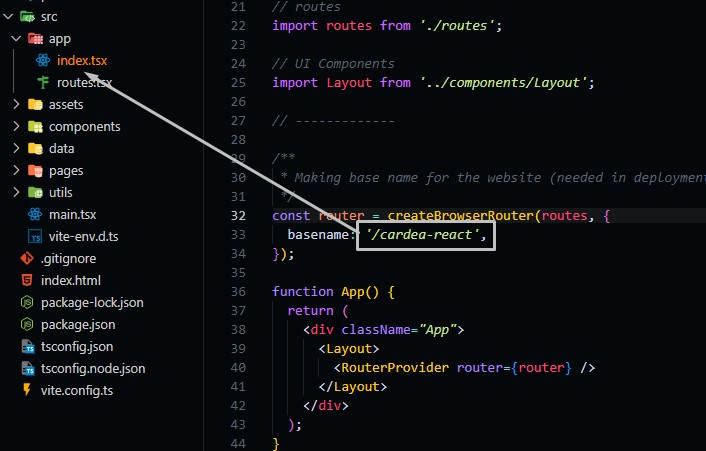 src
app
index.tsx
routes.tsx
assets
components
data
pages
utils
main.tsx
vite-env.d.ts
.gitignore
index.html
package-lock.json
package.json
tsconfig.json
tsconfig.node.json
vite.config.ts
21 // routes
22 import routes from './routes';
23
24 // UI Components
25 import Layout from '../components/Layout';
26
27 // -------------
28
29 /**
30 * Making base name for the website (needed in deployment
31 */
32 const router = createBrowserRouter(routes, {
33 basename: '/cardea-react',
34 });
35
36 function App() {
37 return (
38 <div className="App">
39 <Layout>
40 <RouterProvider router={router} />
41 </Layout>
42 </div>
43 );
44 }